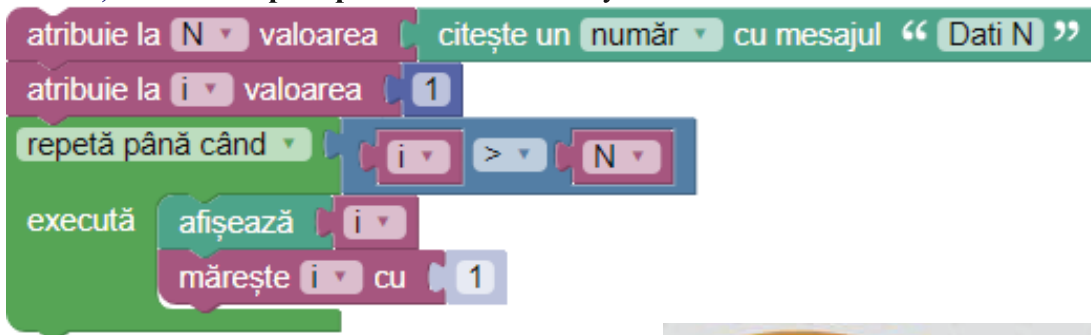 atribuie la N valoarea citește un număr cu mesajul “ Dati N ”
atribuie la i valoarea 1
repetă până când i > N
execută afișează i
mărește i cu 1